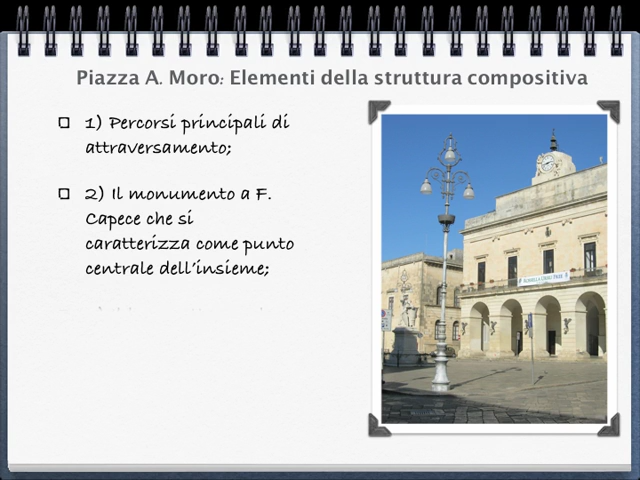 Piazza A. Moro: Elementi della struttura compositiva
1) Percorsi principali di
attraversamento;
2) Il monumento a F.
Capece che si
caratterizza come punto
centrale dell'insieme;